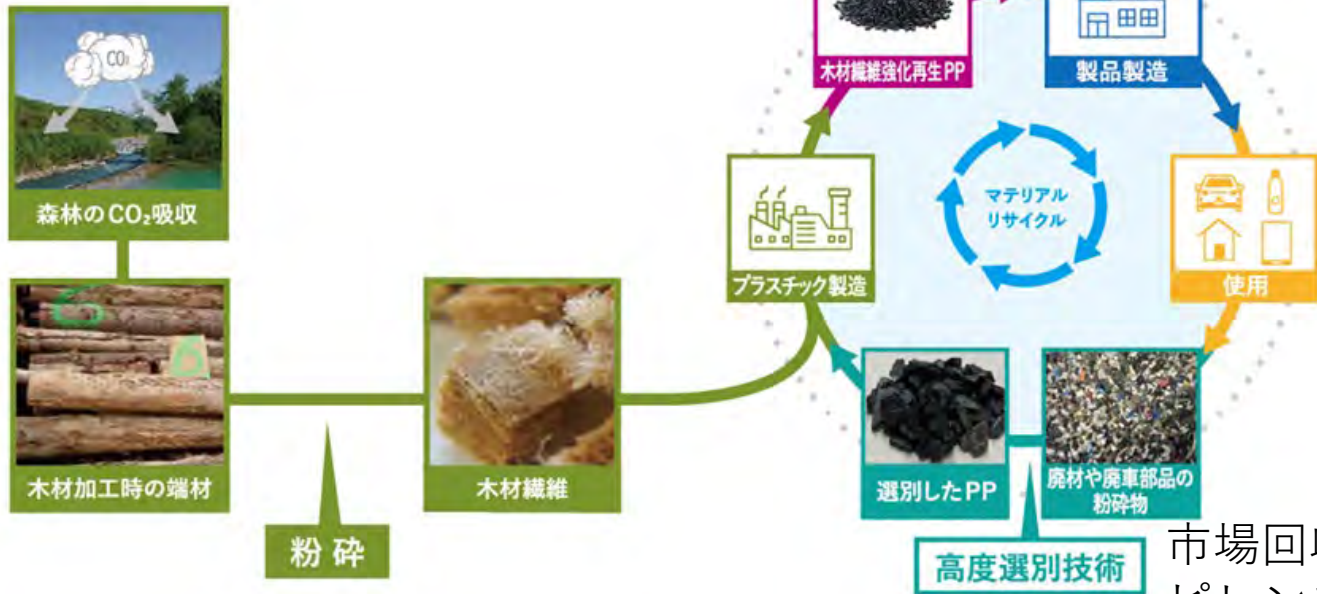 CO₂
森林のCO₂吸収
木材加工時の端材
粉砕
木材繊維
木材繊維強化再生PP
製品製造
マテリアル
リサイクル
プラスチック製造
使用
選別したPP
廃材や廃車部品の
粉砕物
高度選別技術
市場回